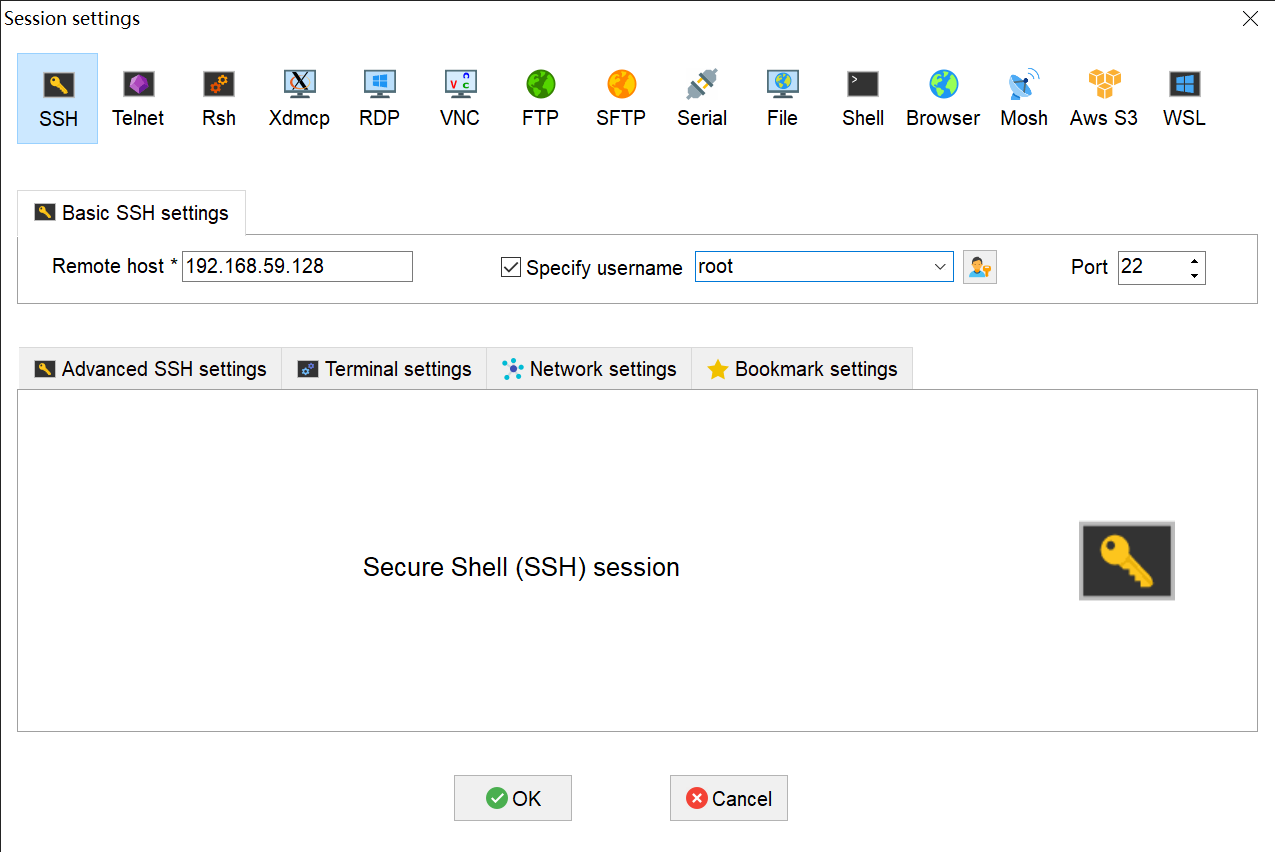 Session settings
SSH Telnet Rsh Xdmcp RDP VNC FTP SFTP Serial File Shell Browser Mosh Aws S3 WSL
Basic SSH settings
Remote host * 192.168.59.128 Specify username root Port 22
Advanced SSH settings Terminal settings Network settings Bookmark settings
Secure Shell (SSH) session
OK Cancel